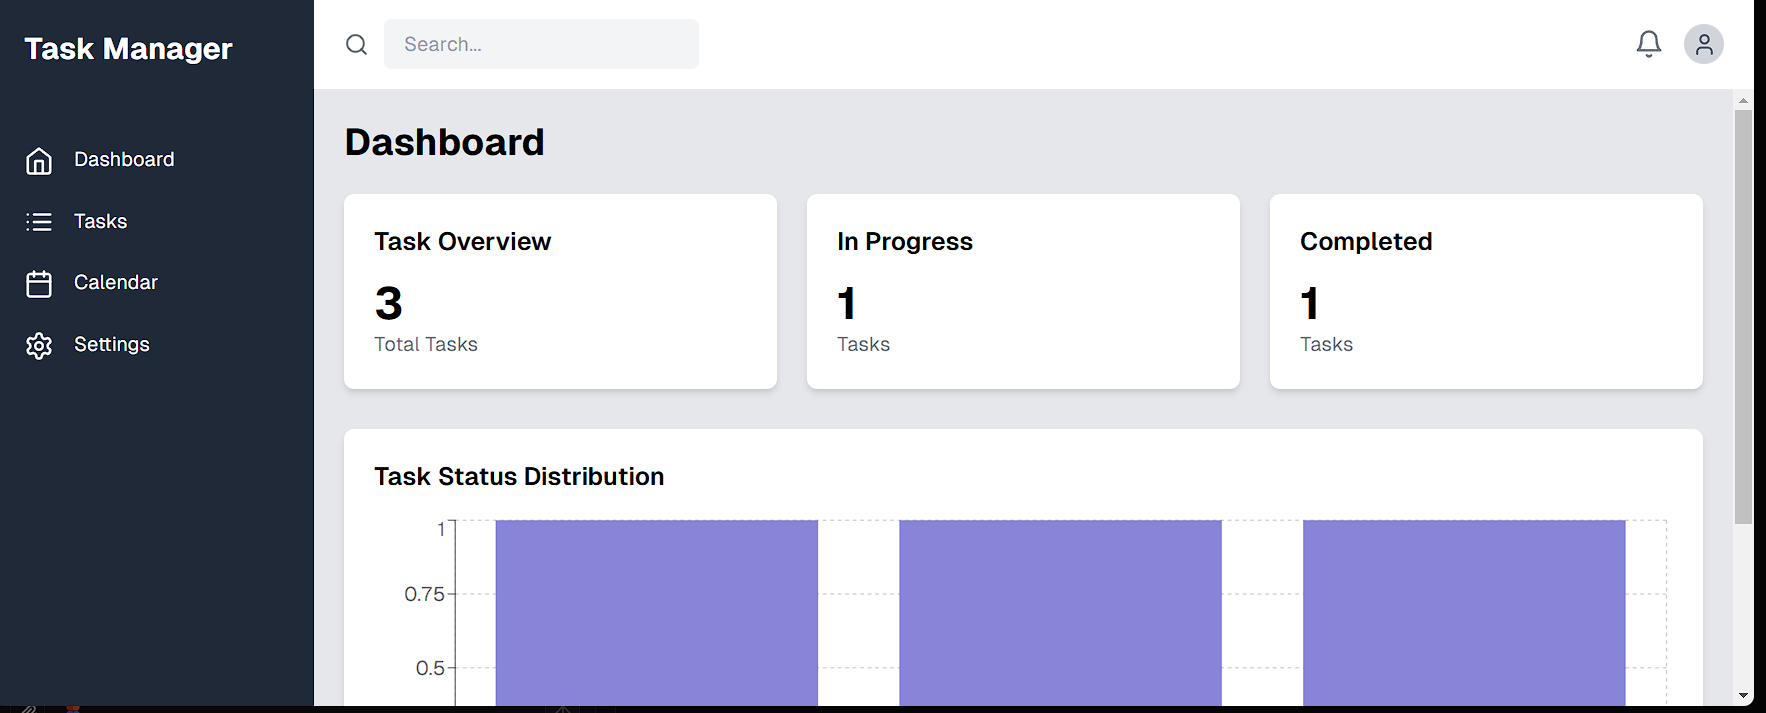 Task Manager
Dashboard
Tasks
Calendar
Settings
Search...
Dashboard
Task Overview
3
Total Tasks
In Progress
1
Tasks
Completed
1
Tasks
Task Status Distribution
1
0.75
0.5